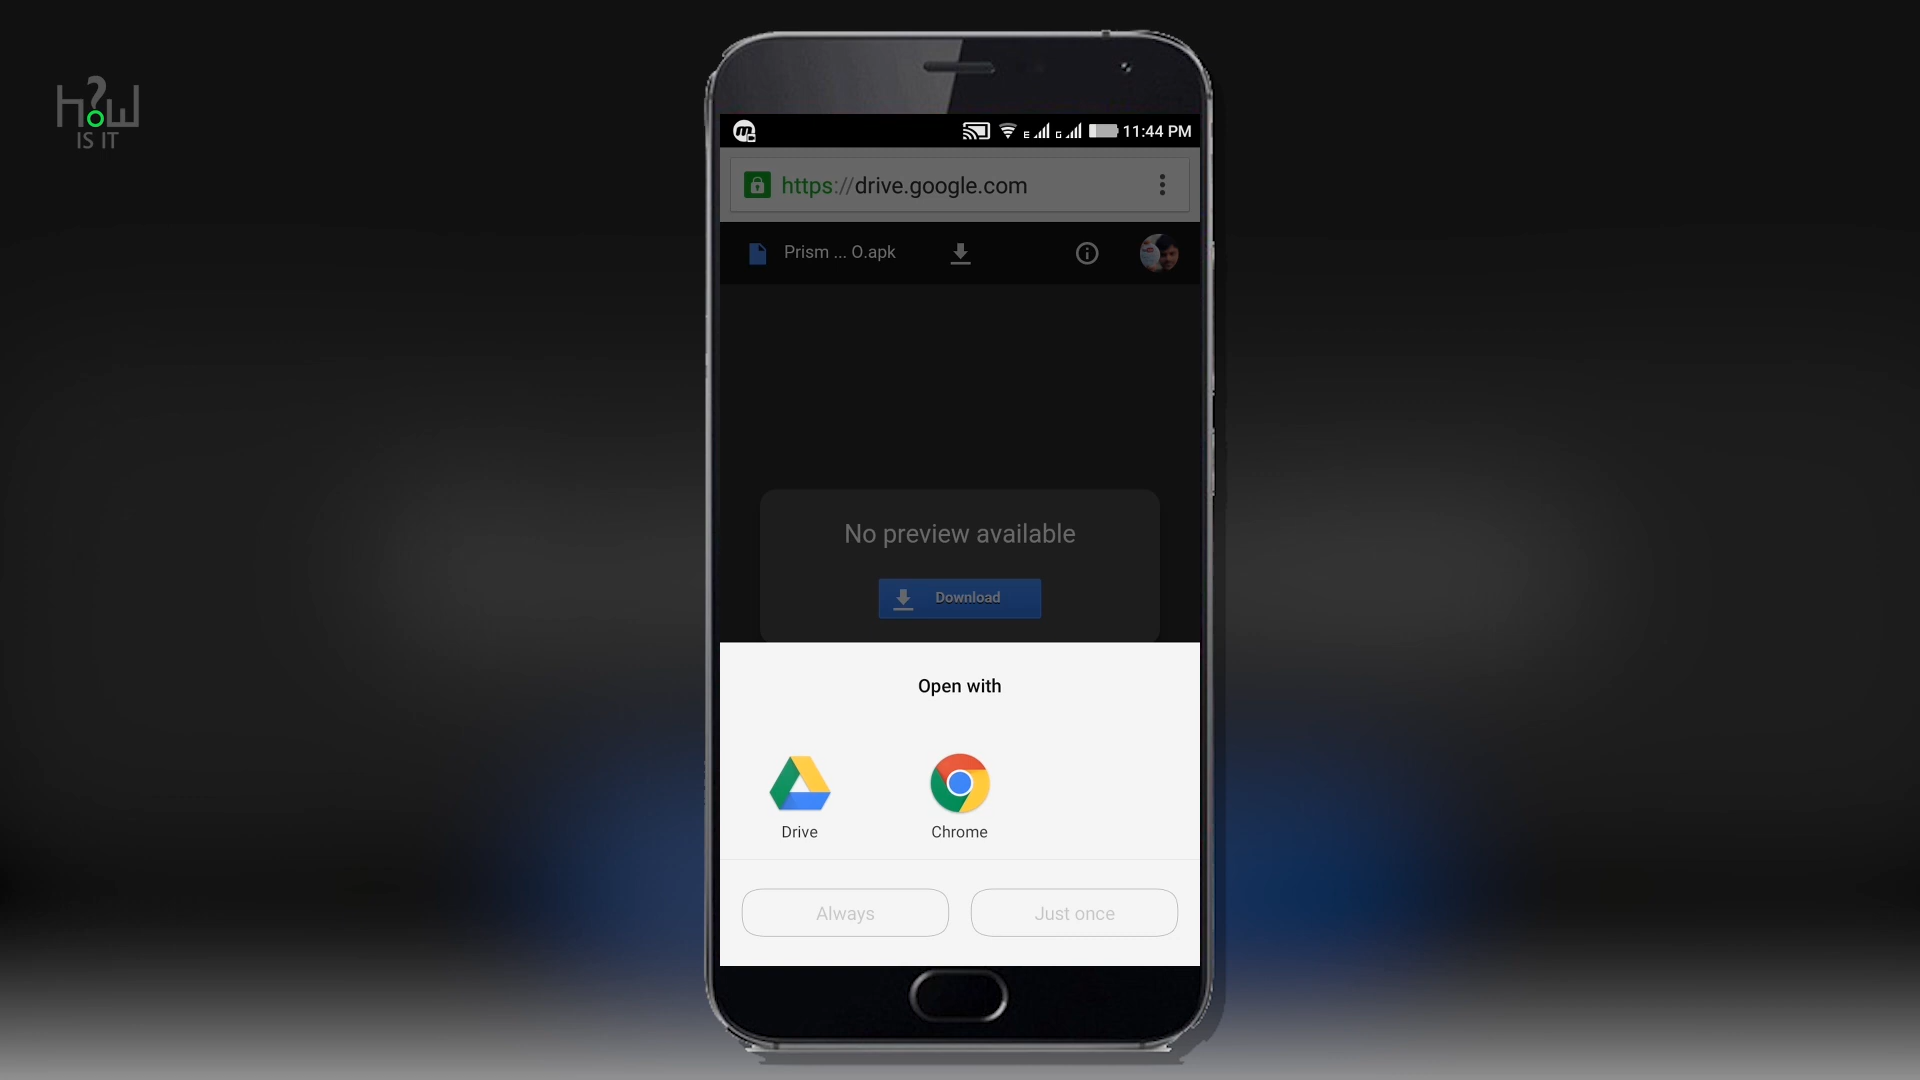 h?w
IS IT
E G 11:44 PM
https://drive.google.com
Prism ... O.apk
No preview available
Download
Open with
Drive Chrome
Always Just once